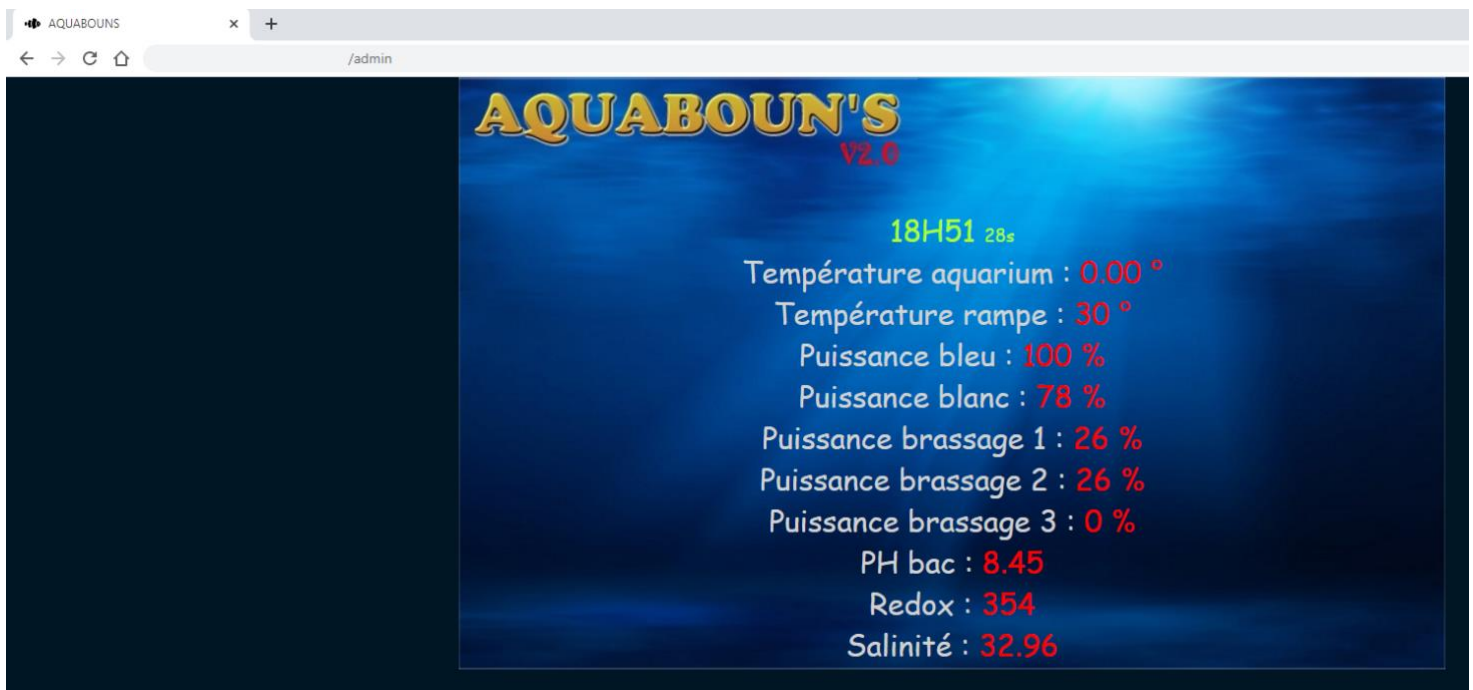 AQUABOUNS
/admin
AQUABOUN'S
V2.0
18H51 28s
Température aquarium : 0.00 °
Température rampe : 30 °
Puissance bleu : 100 %
Puissance blanc : 78 %
Puissance brassage 1 : 26 %
Puissance brassage 2 : 26 %
Puissance brassage 3 : 0 %
PH bac : 8.45
Redox : 354
Salinité : 32.96